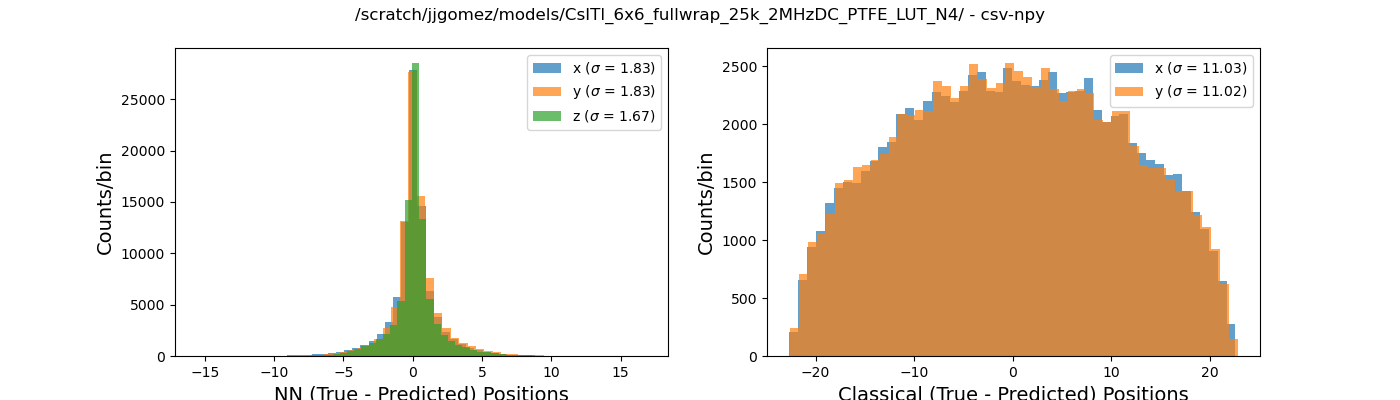 /scratch/jjgomez/models/CsITl_6x6_fullwrap_25k_2MHzDC_PTFE_LUT_N4/ - csv-npy
Counts/bin
25000
20000
15000
10000
5000
0
x (σ = 1.83)
y (σ = 1.83)
z (σ = 1.67)
−15 −10 −5 0 5 10 15
NN (True - Predicted) Positions
Counts/bin
2500
2000
1500
1000
500
0
x (σ = 11.03)
y (σ = 11.02)
−20 −10 0 10 20
Classical (True - Predicted) Positions